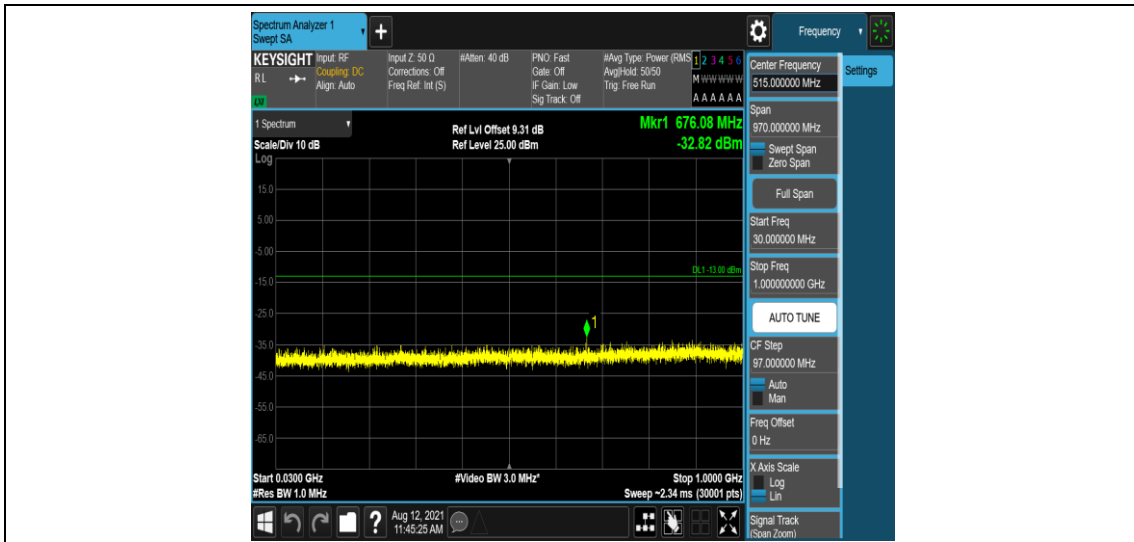 Spectrum Analyzer 1
Swept SA
+
Frequency
KEYSIGHT
RL
LM
Input: RF
Coupling: DC
Align: Auto
Input Z: 50 Ω
Corrections: Off
Freq Ref: Int (S)
#Atten: 40 dB
PNO: Fast
Gate: Off
IF Gain: Low
Sig Track: Off
#Avg Type: Power (RMS
Avg|Hold: 50/50
Trig: Free Run
1 2 3 4 5 6
M W W W W W
A A A A A A
Center Frequency
515.000000 MHz
Settings
1 Spectrum
Scale/Div 10 dB
Ref Lvl Offset 9.31 dB
Ref Level 25.00 dBm
Mkr1 676.08 MHz
-32.82 dBm
Log
15.0
5.00
-5.00
-15.0
-25.0
-35.0
-45.0
-55.0
-65.0
DL1 -13.00 dBm
1
Start 0.0300 GHz
#Res BW 1.0 MHz
#Video BW 3.0 MHz*
Stop 1.0000 GHz
Sweep ~2.34 ms (30001 pts)
Span
970.000000 MHz
Swept Span
Zero Span
Full Span
Start Freq
30.000000 MHz
Stop Freq
1.000000000 GHz
AUTO TUNE
CF Step
97.000000 MHz
Auto
Man
Freq Offset
0 Hz
X Axis Scale
Log
Lin
Signal Track
(Span Zoom)
?
Aug 12, 2021
11:45:25 AM